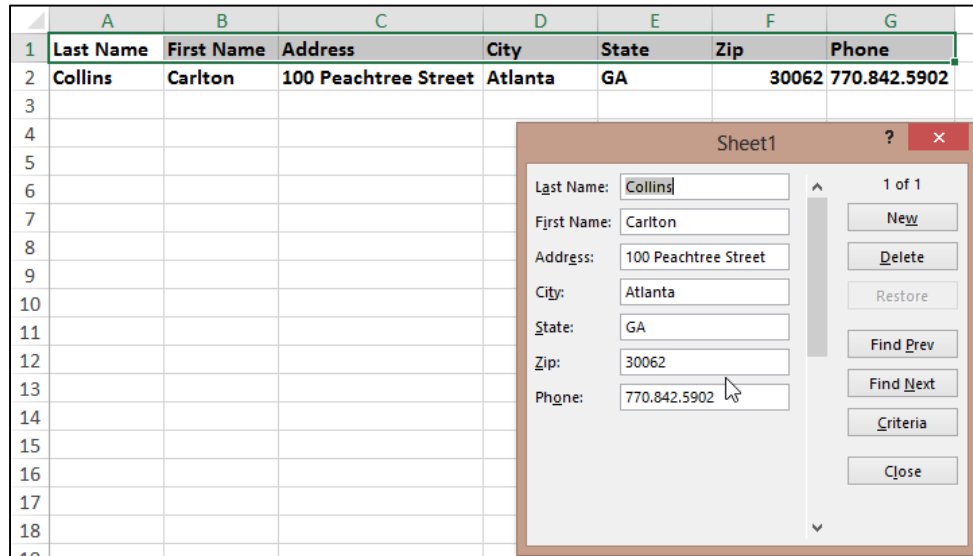 A B C D E F G
1 Last Name First Name Address City State Zip Phone
2 Collins Carlton 100 Peachtree Street Atlanta GA 30062 770.842.5902
3
4
5
6
7
8
9
10
11
12
13
14
15
16
17
18
Sheet1 ? ×
Last Name: Collins 1 of 1
First Name: Carlton New
Address: 100 Peachtree Street Delete
City: Atlanta Restore
State: GA
Find Prev
Zip: 30062
Find Next
Phone: 770.842.5902
Criteria
Close